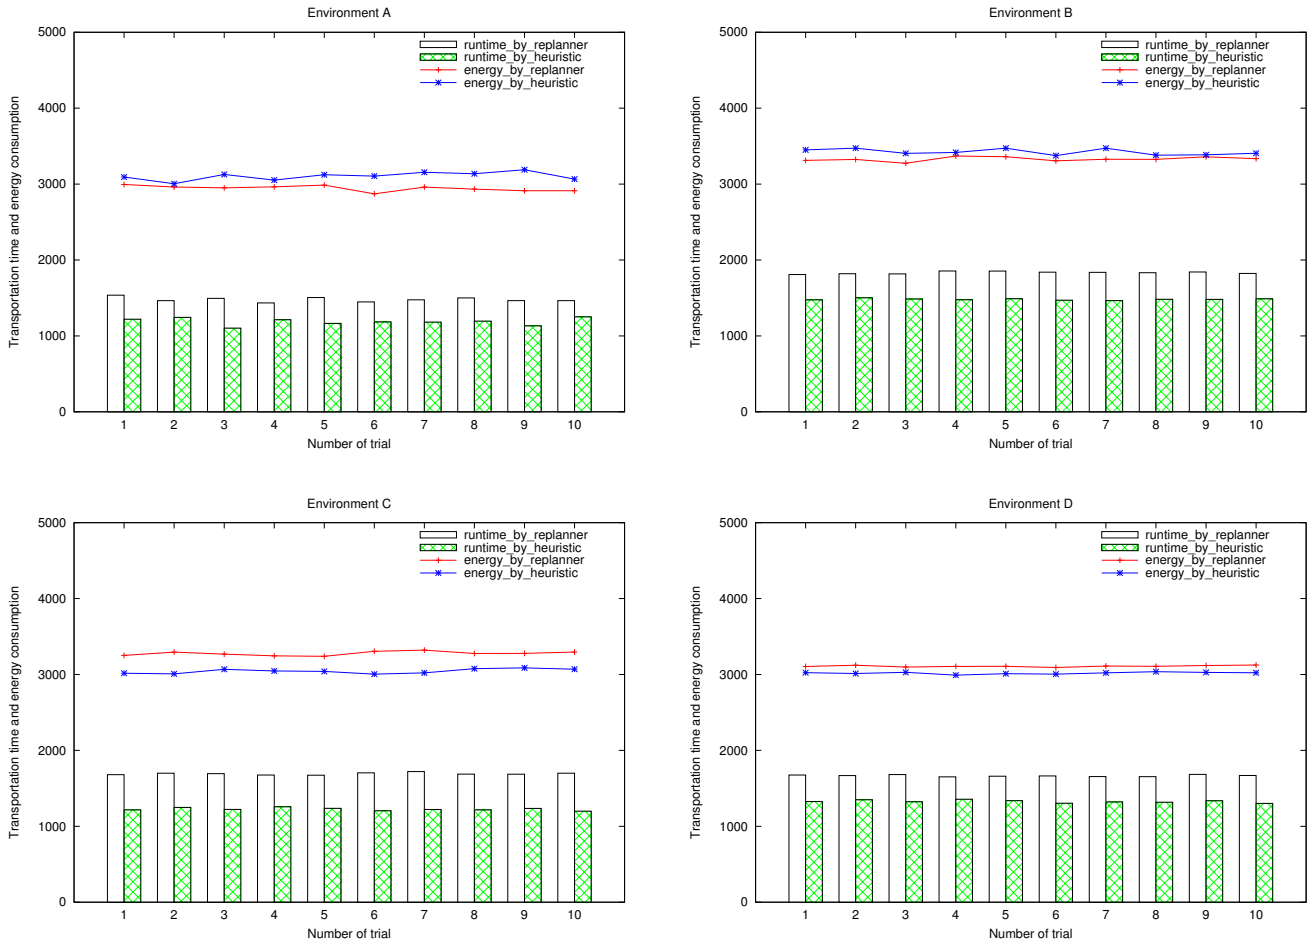 Environment A
5000
4000
3000
2000
1000
0
Transportation time and energy consumption
runtime_by_replanner
runtime_by_heuristic
energy_by_replanner
energy_by_heuristic
1 2 3 4 5 6 7 8 9 10
Number of trial
Environment B
5000
4000
3000
2000
1000
0
Transportation time and energy consumption
runtime_by_replanner
runtime_by_heuristic
energy_by_replanner
energy_by_heuristic
1 2 3 4 5 6 7 8 9 10
Number of trial
Environment C
5000
4000
3000
2000
1000
0
Transportation time and energy consumption
runtime_by_replanner
runtime_by_heuristic
energy_by_replanner
energy_by_heuristic
1 2 3 4 5 6 7 8 9 10
Number of trial
Environment D
5000
4000
3000
2000
1000
0
Transportation time and energy consumption
runtime_by_replanner
runtime_by_heuristic
energy_by_replanner
energy_by_heuristic
1 2 3 4 5 6 7 8 9 10
Number of trial